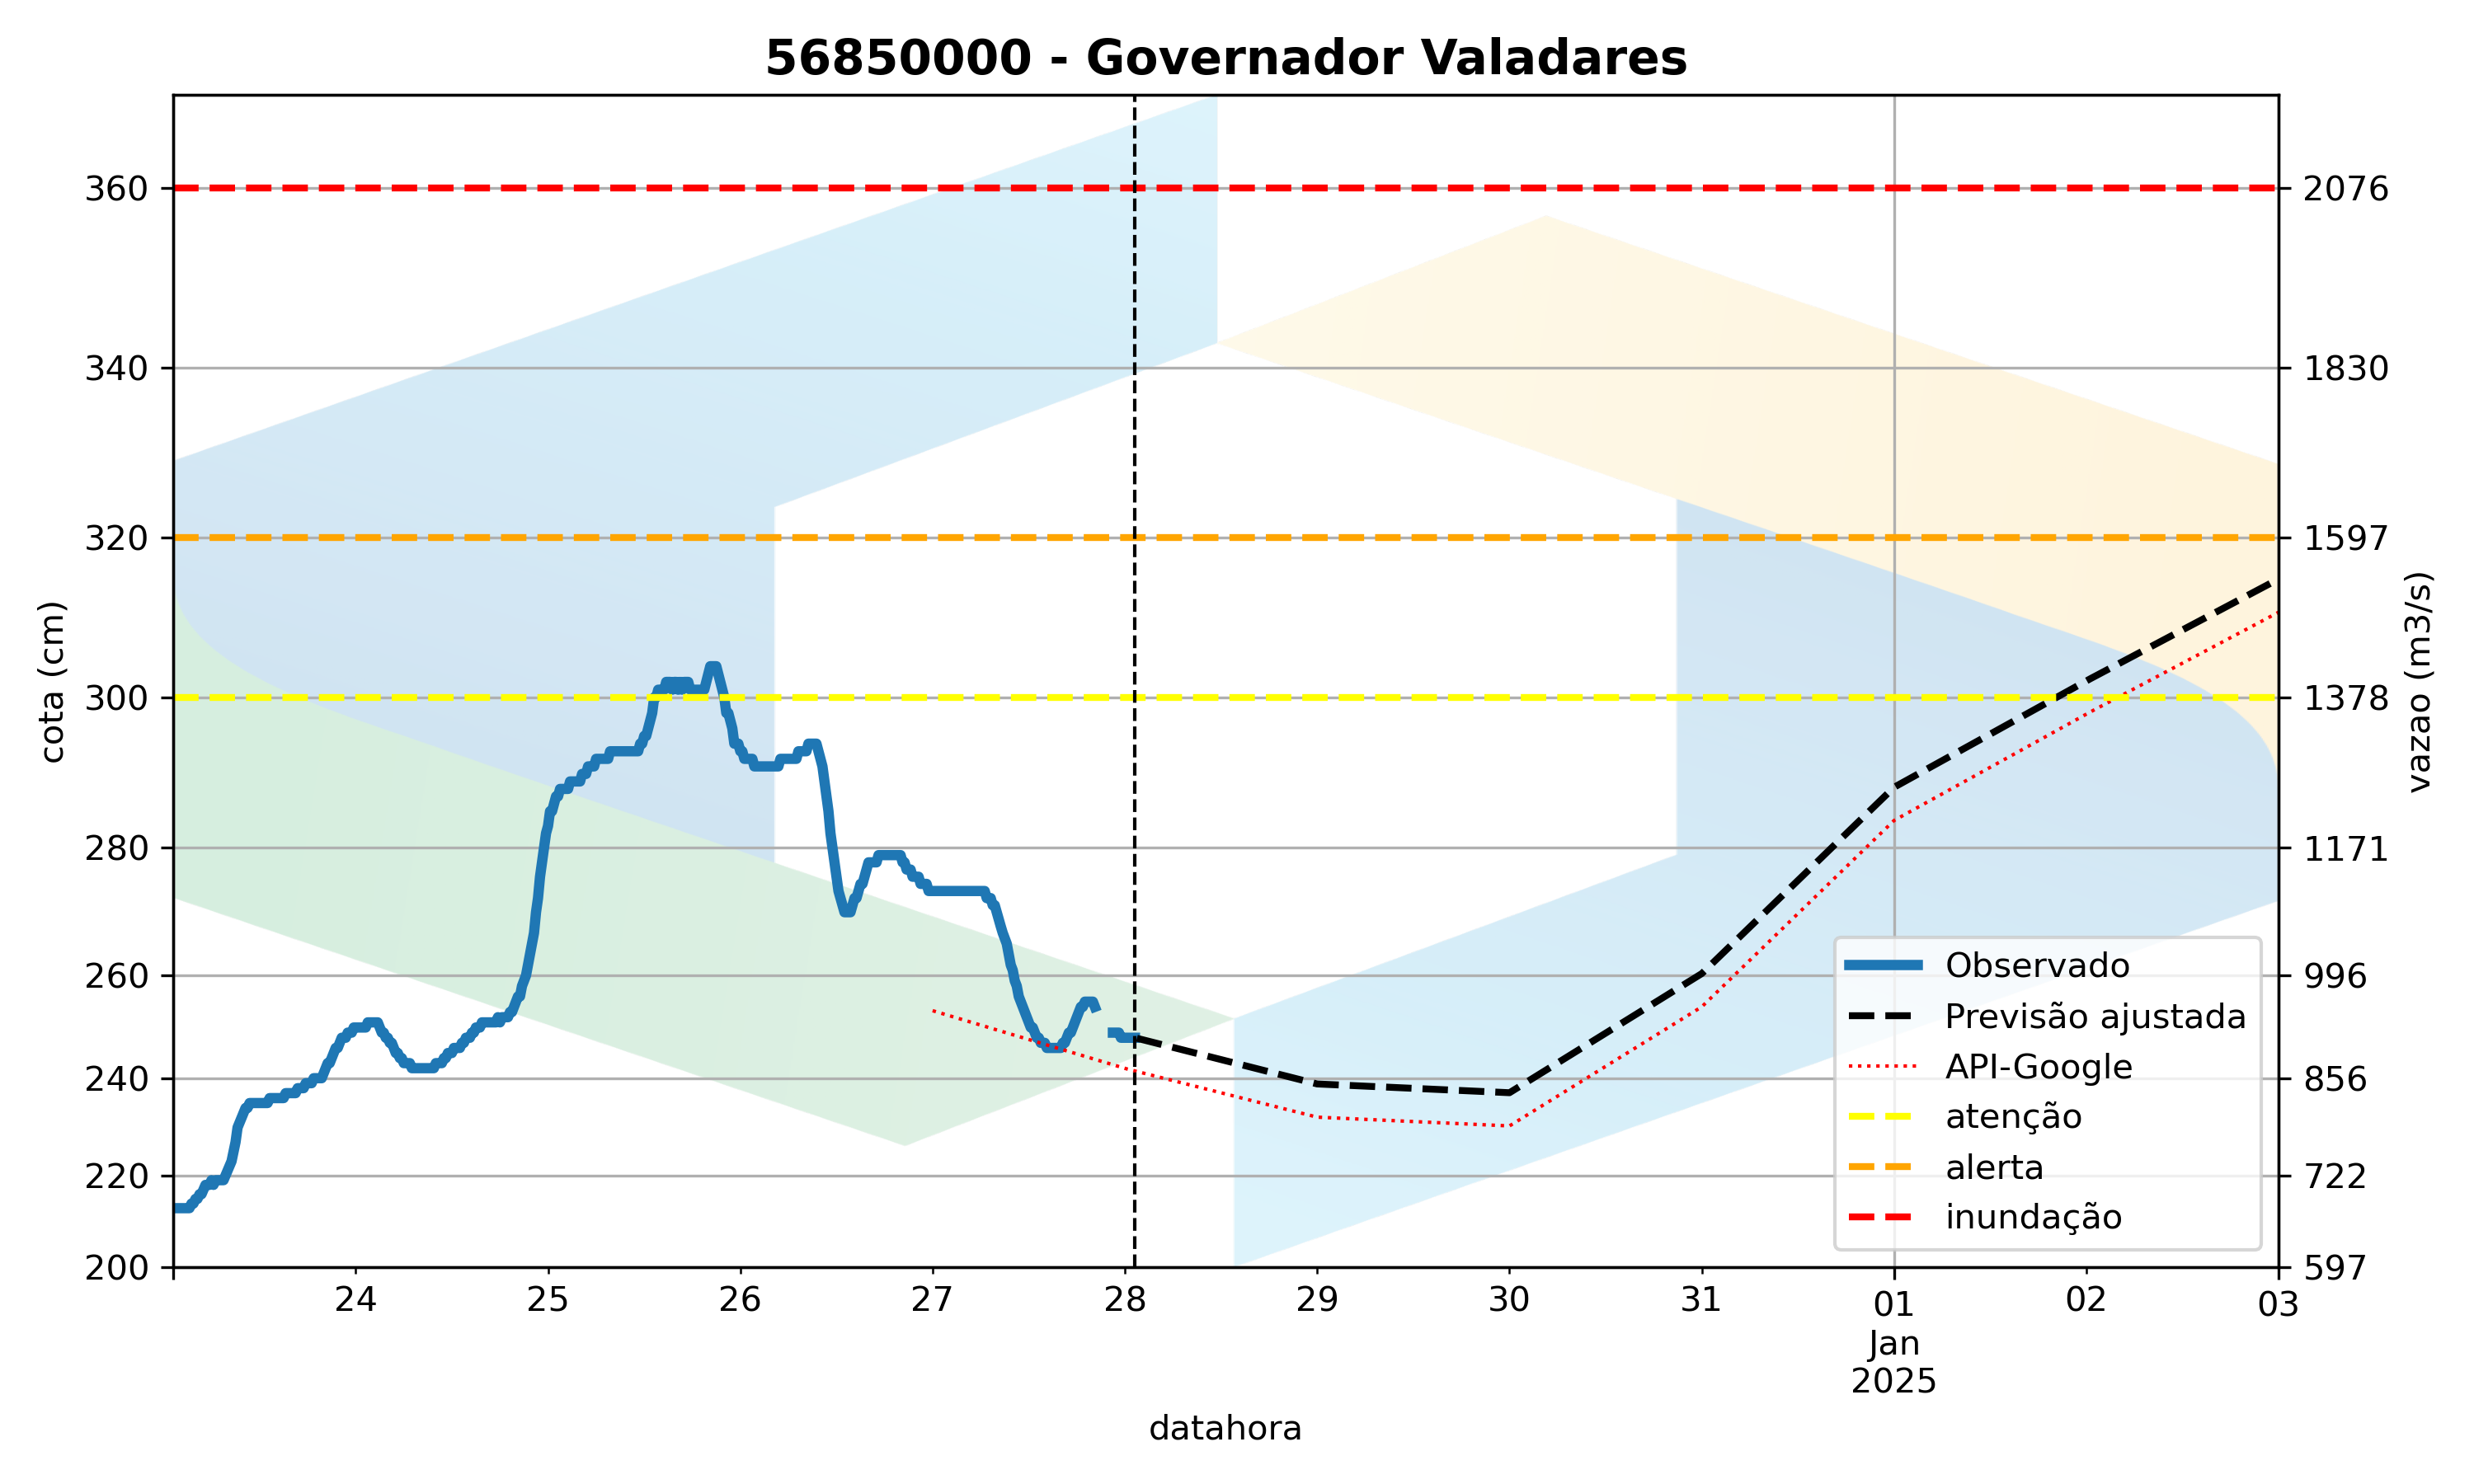 56850000 - Governador Valadares
360
340
320
300
280
260
240
220
200
cota (cm)
2076
1830
1597
1378
1171
996
856
722
597
vazao (m3/s)
Observado
Previsão ajustada
API-Google
atenção
alerta
inundação
24 25 26 27 28 29 30 31 01 02 03
Jan
2025
datahora